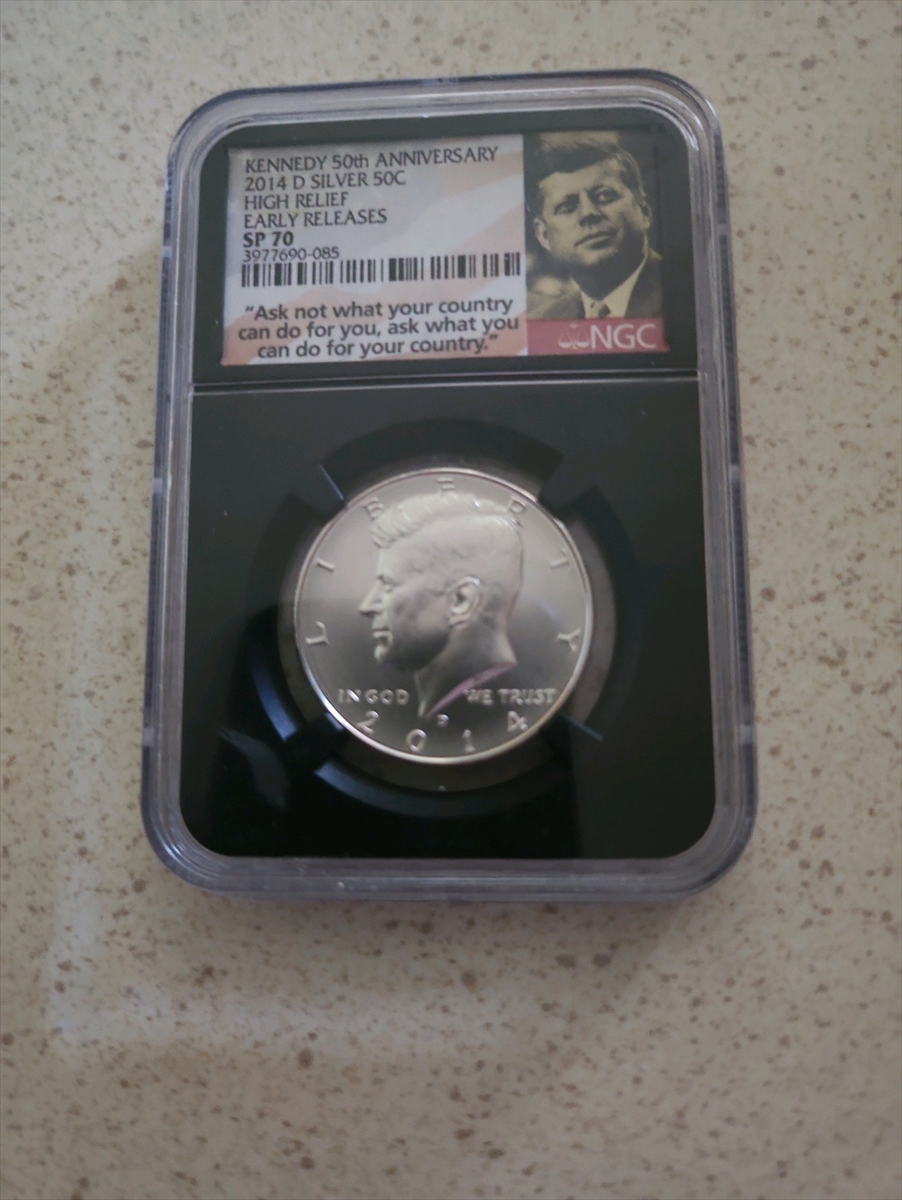 KENNEDY 50th ANNIVERSARY
2014 D SILVER 50C
HIGH RELIEF
EARLY RELEASES
SP 70
3977690-085
"Ask not what your country
can do for you, ask what you
can do for your country."
NGC
LIBERTY
IN GOD WE TRUST
D
2014